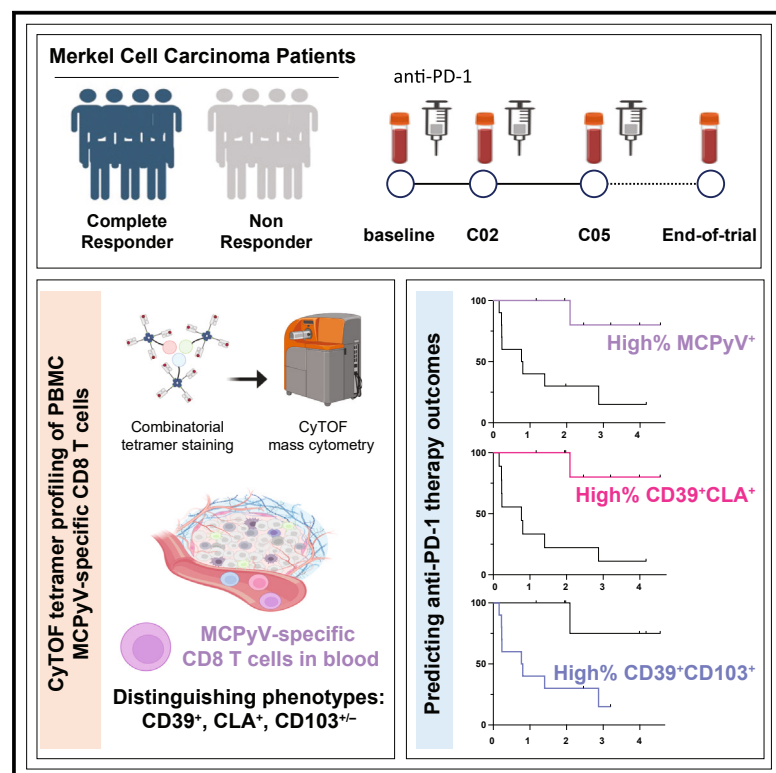 Merkel Cell Carcinoma Patients
Complete
Responder
Non
Responder
anti-PD-1
baseline
C02
C05
End-of-trial
CyTOF tetramer profiling of PBMC
MCPyV-specific CD8 T cells
Combinatorial
tetramer staining
CyTOF
mass cytometry
MCPyV-specific
CD8 T cells in blood
Distinguishing phenotypes:
CD39⁺, CLA⁺, CD103⁺/⁻
Predicting anti-PD-1 therapy outcomes
100
50
0
High% MCPyV⁺
0
1
2
3
4
100
50
0
High% CD39⁺CLA⁺
0
1
2
3
4
100
50
0
High% CD39⁺CD103⁺
0
1
2
3
4